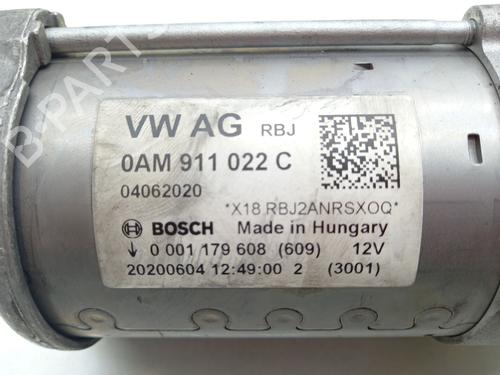 VW AG RBJ
0AM 911 022 C
04062020
*X18 RBJ2ANRSXOQ*
BOSCH Made in Hungary
↓ 0 001 179 608 (609) 12V
20200604 12:49:00 2 (3001)
B-PARTS